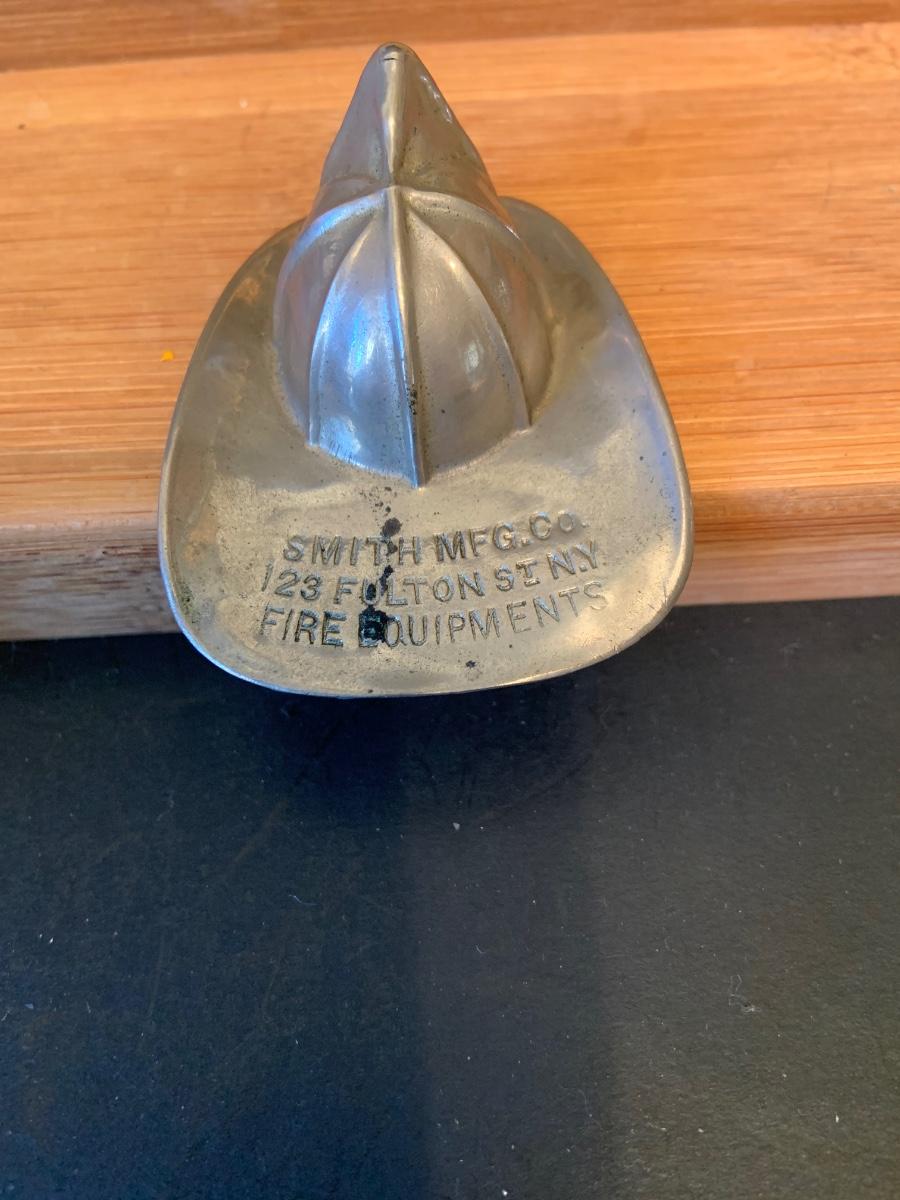 SMITH MFG.CO.
123 FULTON ST N.Y.
FIRE EQUIPMENTS